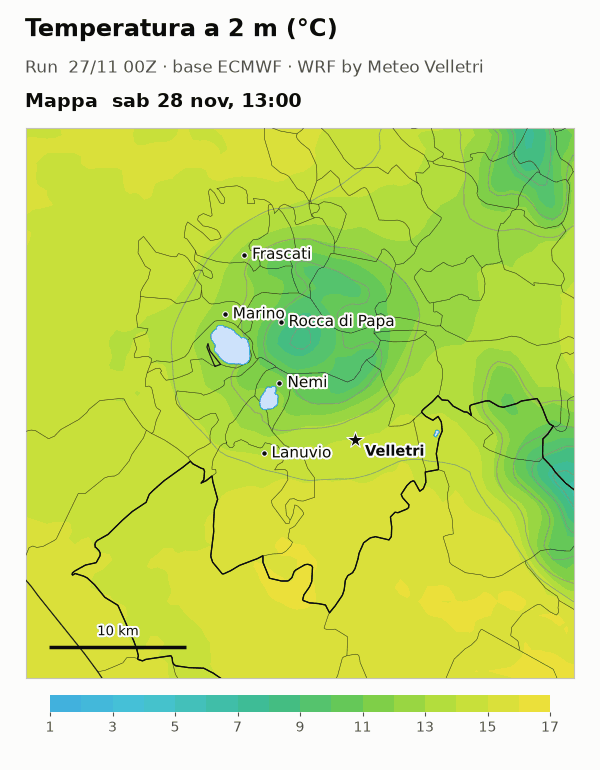 Temperatura a 2 m (°C)
Run  27/11 00Z · base ECMWF · WRF by Meteo Velletri
Mappa  sab 28 nov, 13:00
Frascati
Marino
Rocca di Papa
Nemi
Velletri
Lanuvio
10 km
1 3 5 7 9 11 13 15 17